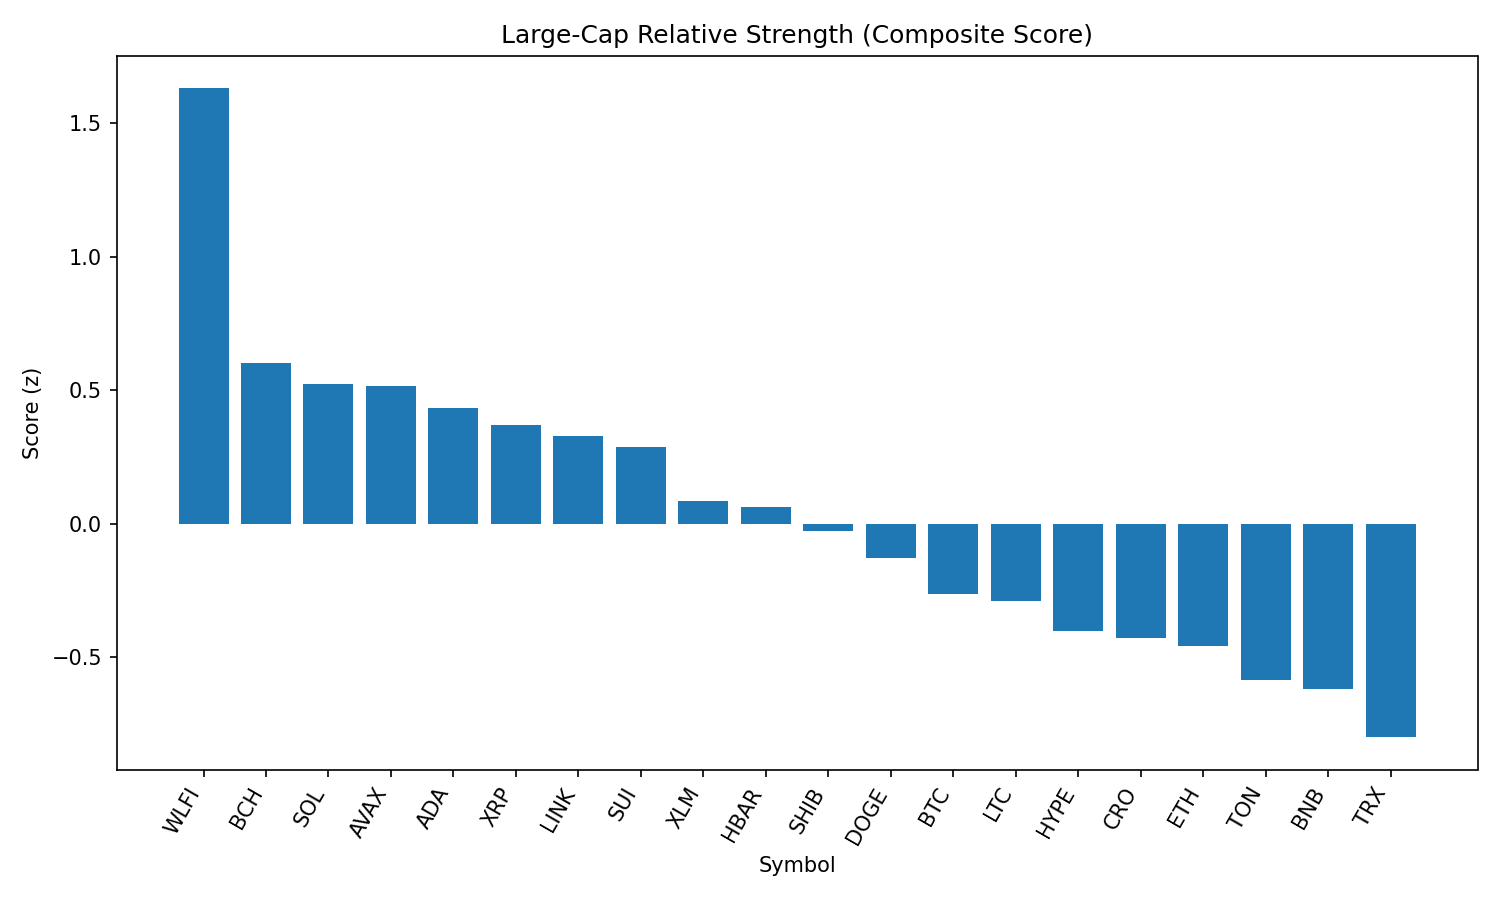 Large-Cap Relative Strength (Composite Score)
Score (z)
1.5
1.0
0.5
0.0
−0.5
WLFI
BCH
SOL
AVAX
ADA
XRP
LINK
SUI
XLM
HBAR
SHIB
DOGE
BTC
LTC
HYPE
CRO
ETH
TON
BNB
TRX
Symbol